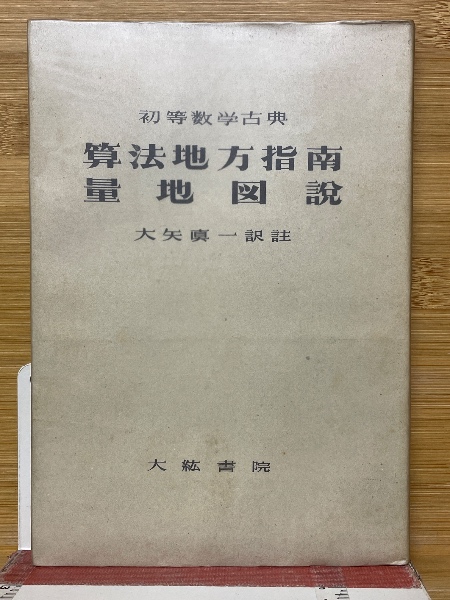 初等数学古典
算法地方指南
量地図説
大矢眞一訳註
大紘書院